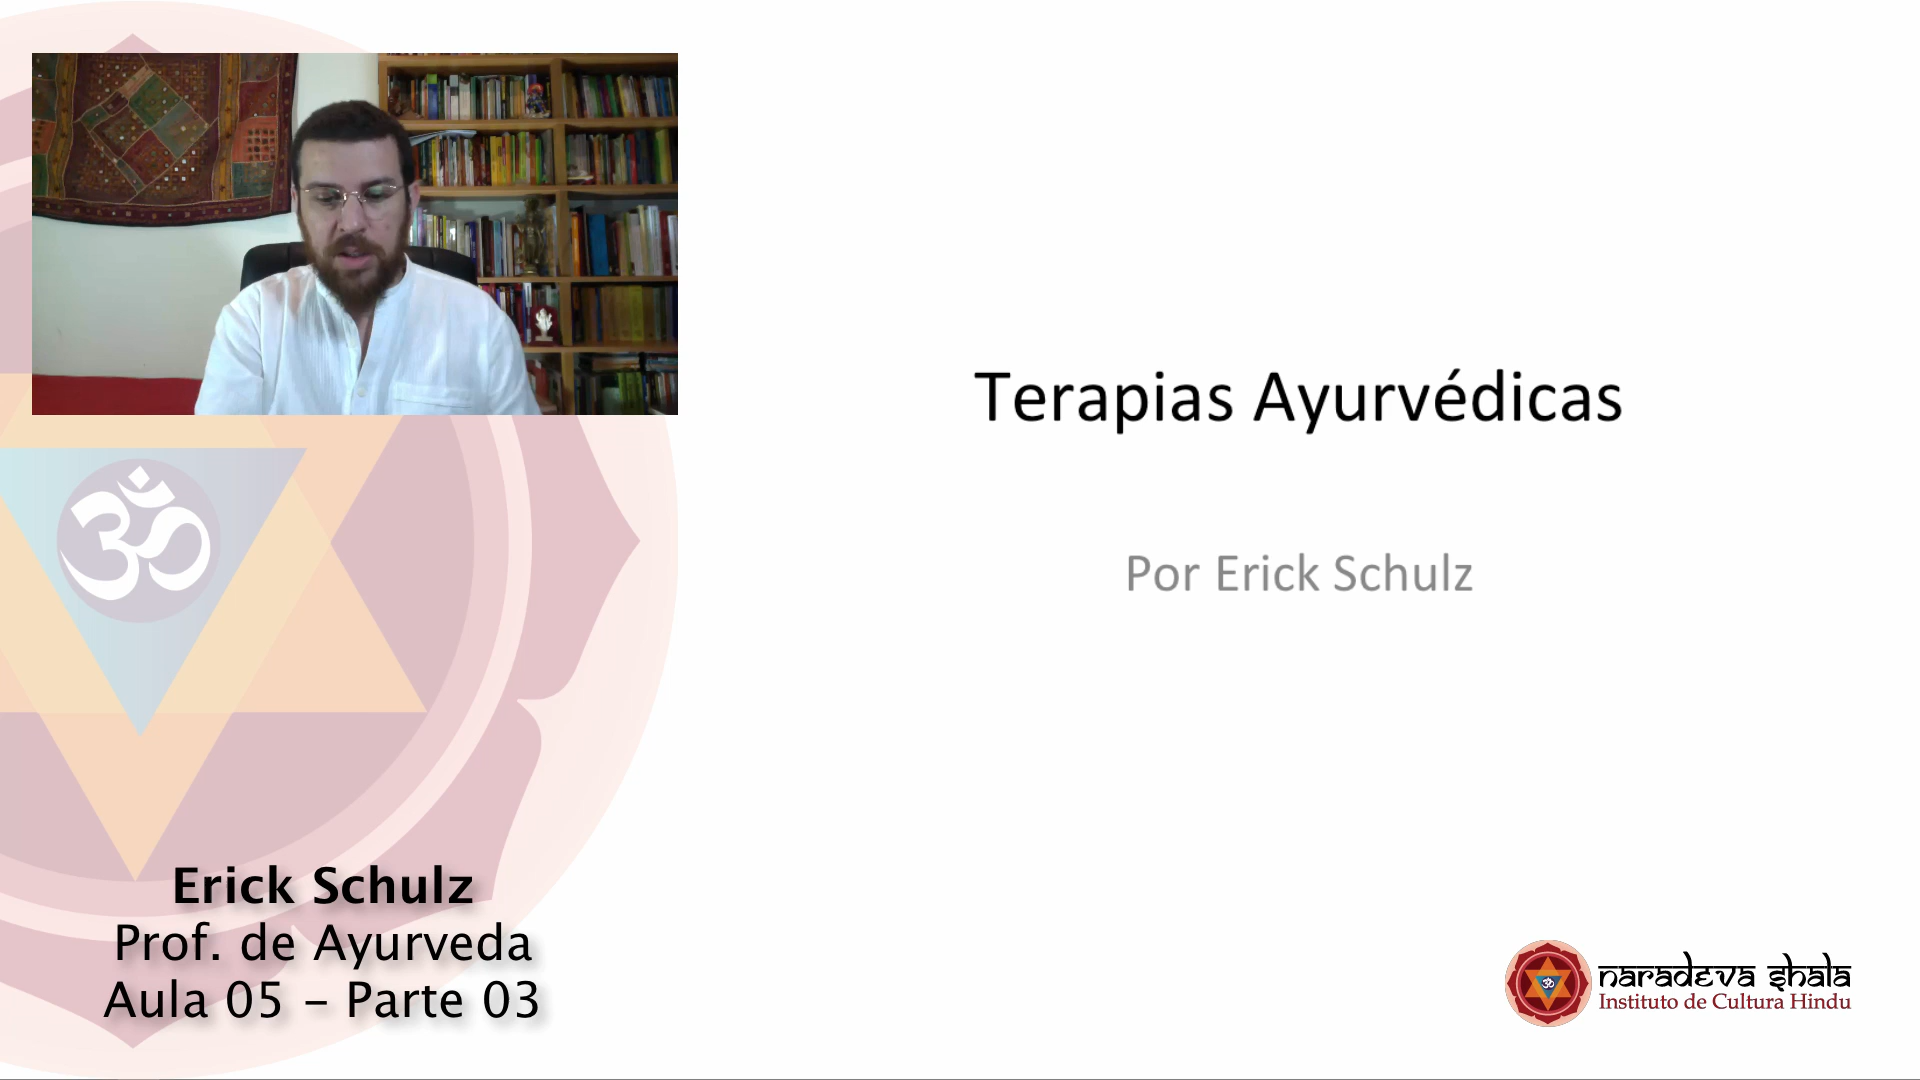 Terapias Ayurvédicas
Por Erick Schulz
ॐ
Erick Schulz
Prof. de Ayurveda
Aula 05 – Parte 03
ॐ
naradeva shala
Instituto de Cultura Hindu